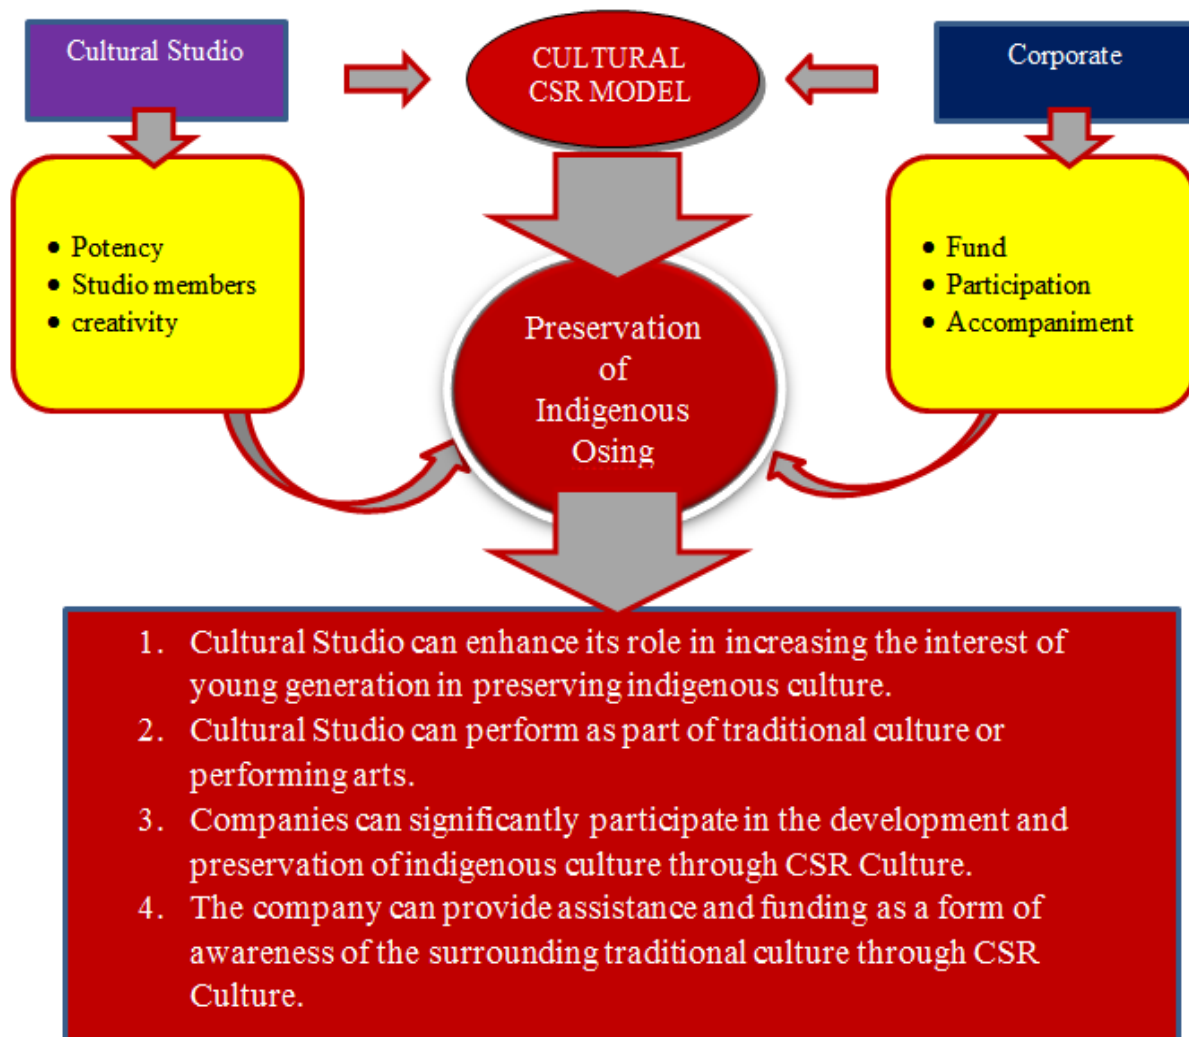 Cultural Studio
CULTURAL
CSR MODEL
Corporate
• Potency
• Studio members
• creativity
• Fund
• Participation
• Accompaniment
Preservation
of
Indigenous
Osing
1. Cultural Studio can enhance its role in increasing the interest of
young generation in preserving indigenous culture.
2. Cultural Studio can perform as part of traditional culture or
performing arts.
3. Companies can significantly participate in the development and
preservation of indigenous culture through CSR Culture.
4. The company can provide assistance and funding as a form of
awareness of the surrounding traditional culture through CSR
Culture.